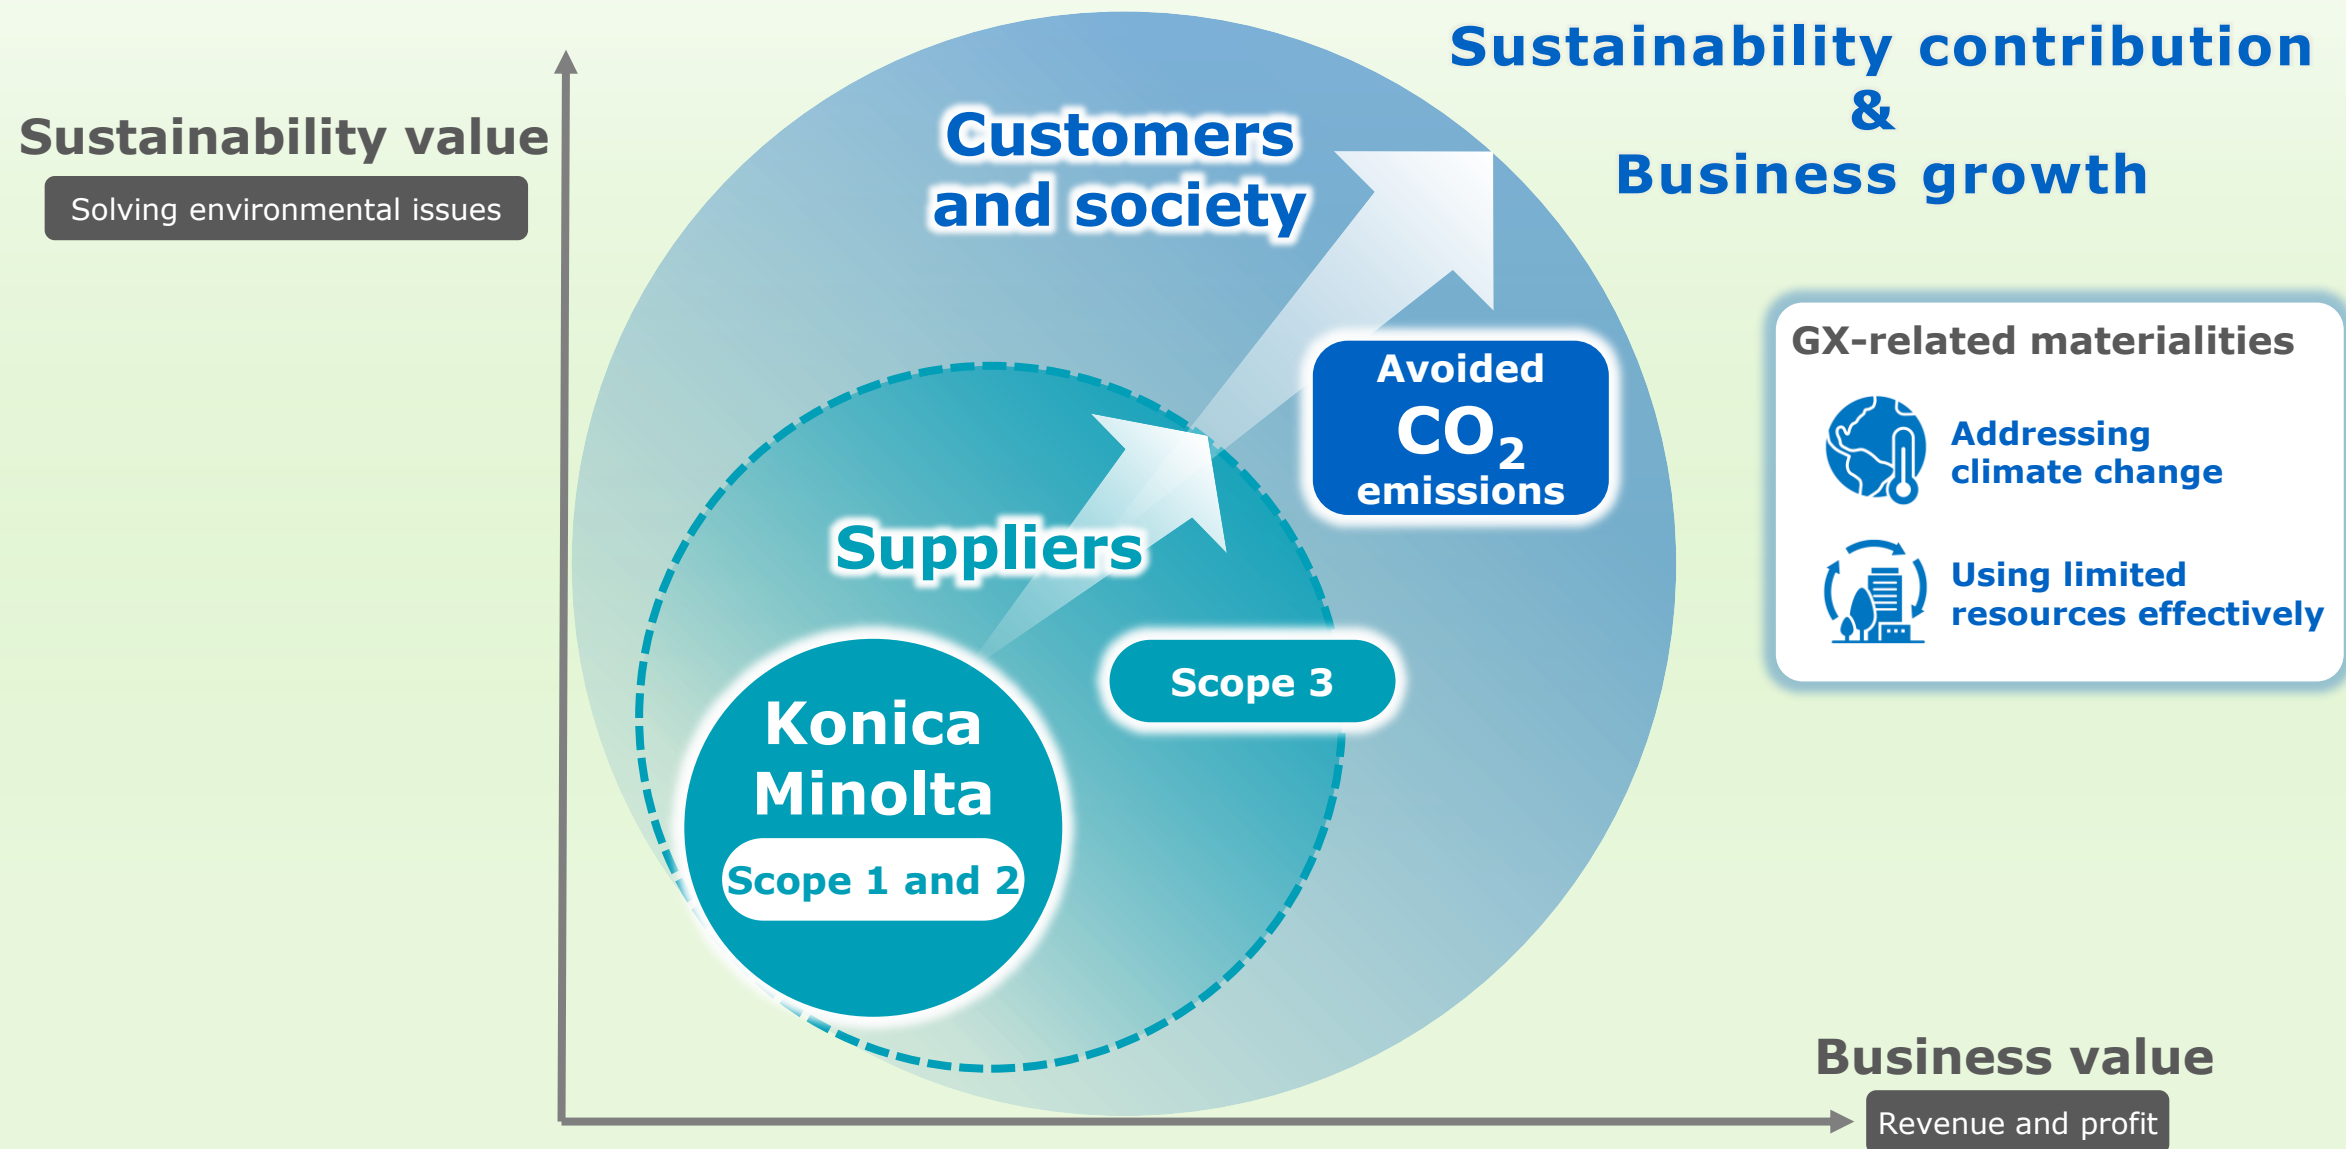 Sustainability contribution
&
Business growth
Sustainability value
Solving environmental issues
Customers
and society
Avoided
CO₂
emissions
Suppliers
Scope 3
Konica
Minolta
Scope 1 and 2
GX-related materialities
Addressing
climate change
Using limited
resources effectively
Business value
Revenue and profit